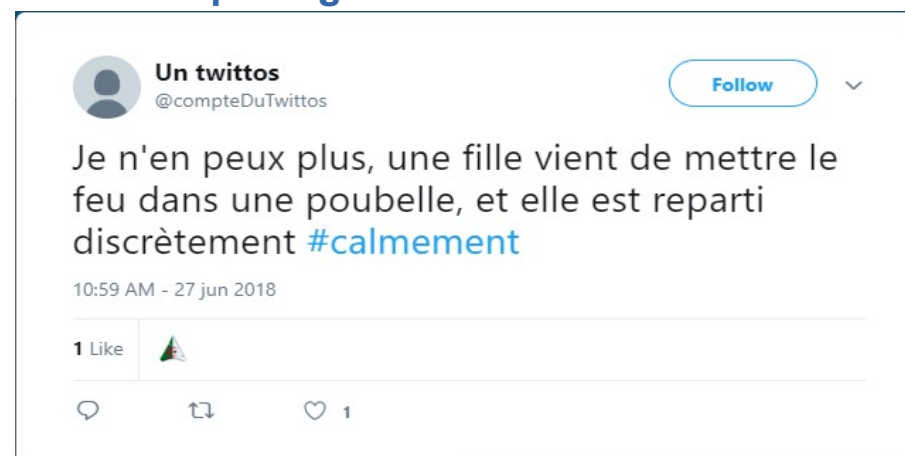 Un twittos
@compteDuTwittos
Follow
Je n'en peux plus, une fille vient de mettre le
feu dans une poubelle, et elle est reparti
discrètement #calmement
10:59 AM - 27 jun 2018
1 Like
1